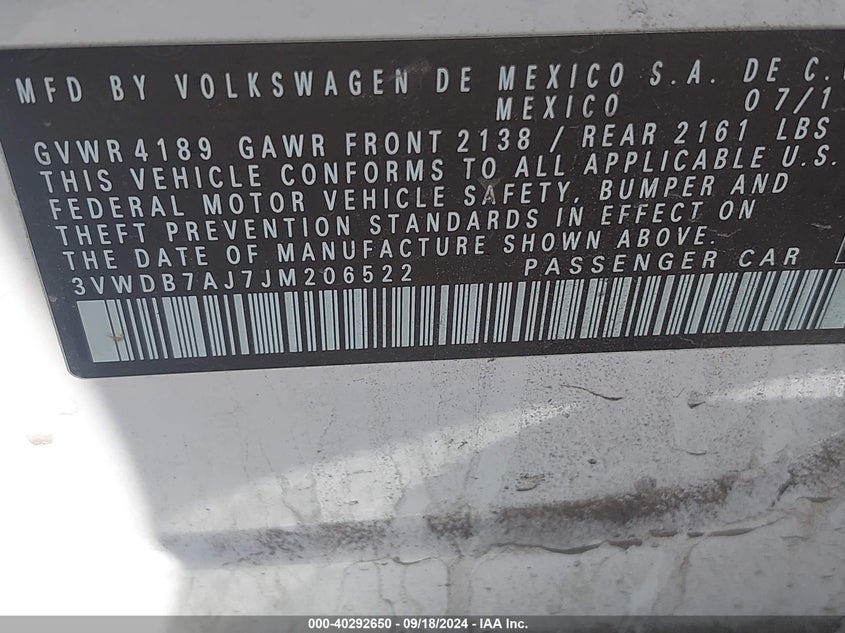 MFD BY VOLKSWAGEN DE MEXICO S.A. DE C.
MEXICO 07/1
GVWR 4189 GAWR FRONT 2138 / REAR 2161 LBS
THIS VEHICLE CONFORMS TO ALL APPLICABLE U.S.
FEDERAL MOTOR VEHICLE SAFETY, BUMPER AND
THEFT PREVENTION STANDARDS IN EFFECT ON
THE DATE OF MANUFACTURE SHOWN ABOVE.
3VWDB7AJ7JM206522 PASSENGER CAR
000-40292650 - 09/18/2024 - IAA Inc.